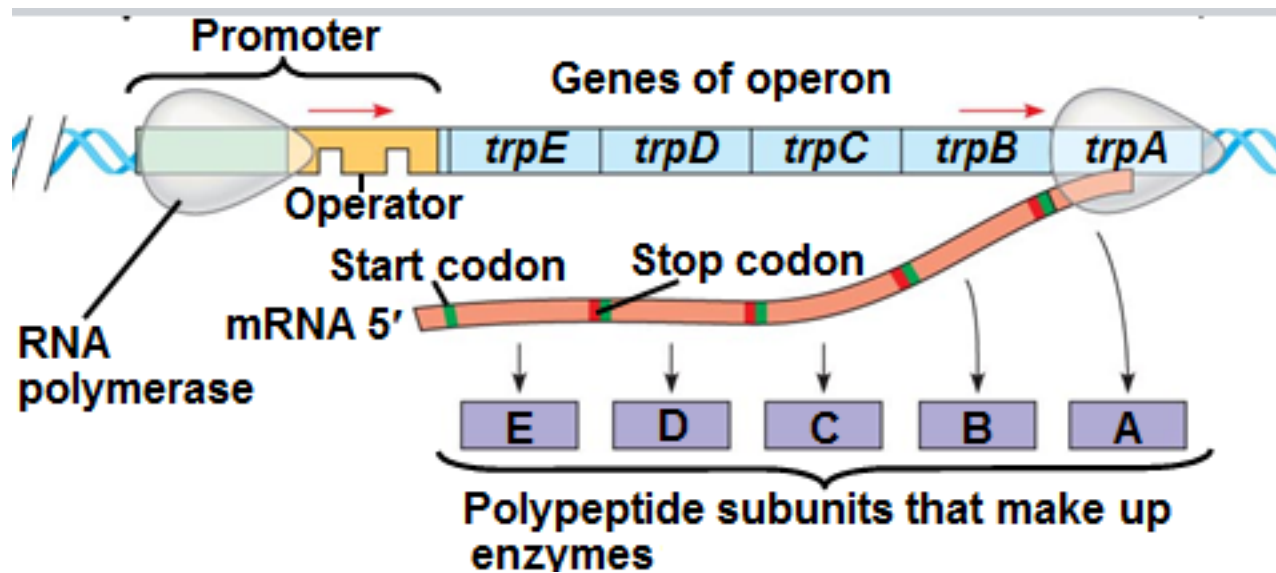 Promoter
Genes of operon
trpE trpD trpC trpB trpA
Operator
Start codon
Stop codon
mRNA 5′
RNA
polymerase
E D C B A
Polypeptide subunits that make up
enzymes